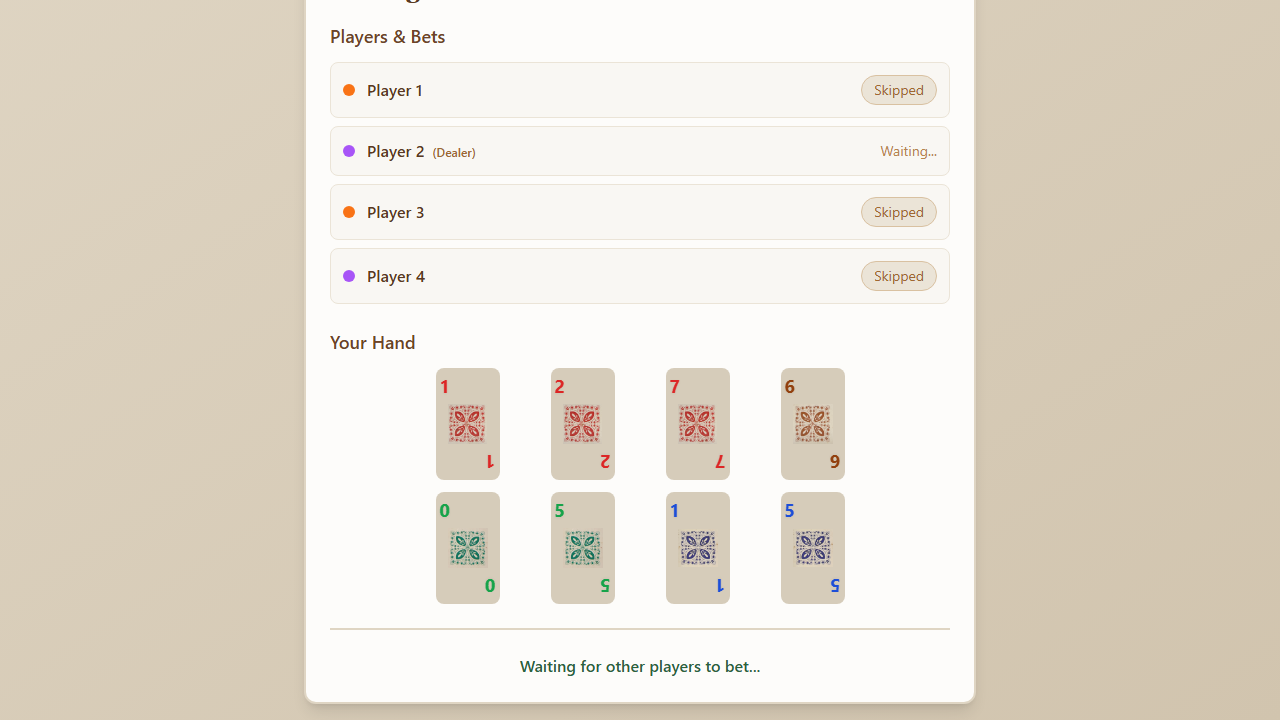 Players & Bets
Player 1 Skipped
Player 2 (Dealer) Waiting...
Player 3 Skipped
Player 4 Skipped
Your Hand
1 2 7 6
1 2 7 6
0 5 1 5
0 5 1 5
Waiting for other players to bet...